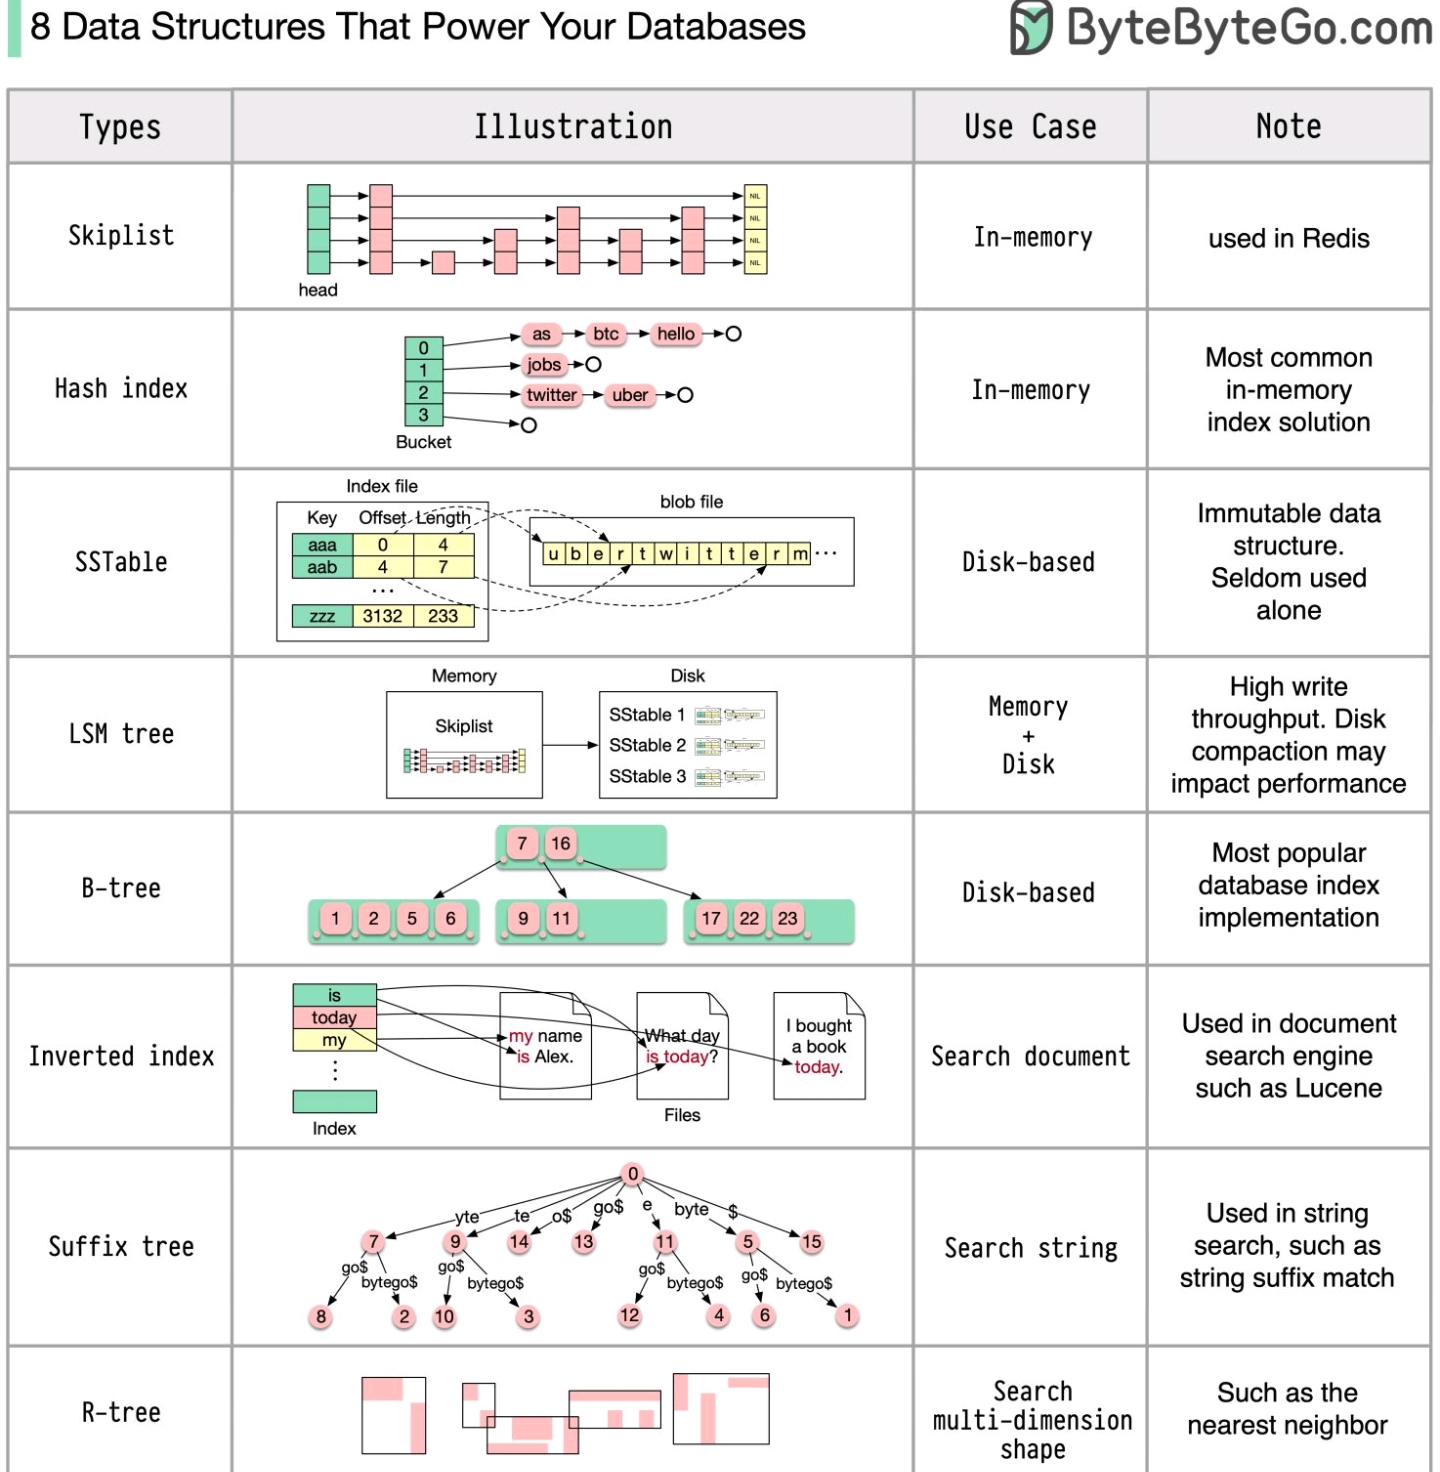 8 Data Structures That Power Your Databases
ByteByteGo.com
Types
Illustration
Use Case
Note
Skiplist
NIL
NIL
NIL
NIL
head
In-memory
used in Redis
Hash index
0
1
2
3
Bucket
as
btc
hello
jobs
twitter
uber
In-memory
Most common
in-memory
index solution
SSTable
Index file
Key Offset Length
aaa 0 4
aab 4 7
...
zzz 3132 233
blob file
u b e r t w i t t e r m ...
Disk-based
Immutable data
structure.
Seldom used
alone
LSM tree
Memory
Skiplist
Disk
SStable 1
SStable 2
SStable 3
Memory
+
Disk
High write
throughput. Disk
compaction may
impact performance
B-tree
7 16
1 2 5 6
9 11
17 22 23
Disk-based
Most popular
database index
implementation
Inverted index
is
today
my
Index
my name
is Alex.
What day
is today?
I bought
a book
today.
Files
Search document
Used in document
search engine
such as Lucene
Suffix tree
0
yte te o$ go$ e byte $
7 9 14 13 11 5 15
go$ bytego$ go$ bytego$ go$ bytego$ go$ bytego$
8 2 10 3 12 4 6 1
Search string
Used in string
search, such as
string suffix match
R-tree
Search
multi-dimension
shape
Such as the
nearest neighbor